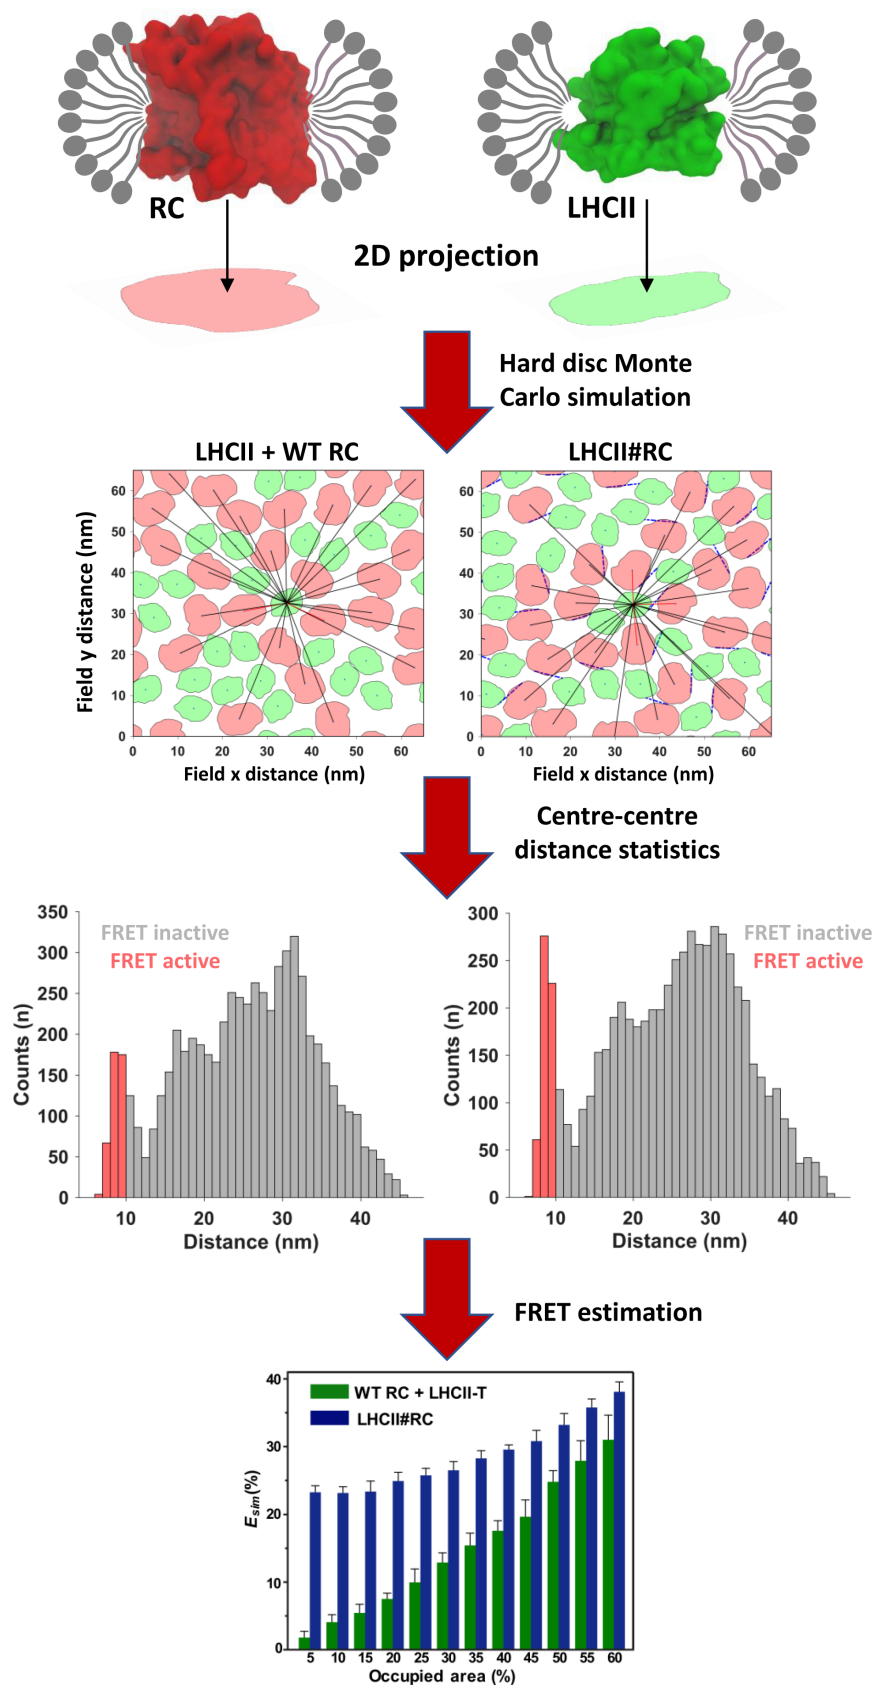 RC
LHCII
2D projection
Hard disc Monte
Carlo simulation
LHCII + WT RC
LHCII#RC
Field y distance (nm)
60
50
40
30
20
10
0
0 10 20 30 40 50 60
Field x distance (nm)
60
50
40
30
20
10
0
0 10 20 30 40 50 60
Field x distance (nm)
Centre-centre
distance statistics
Counts (n)
350
300
250
200
150
100
50
0
FRET inactive
FRET active
10 20 30 40
Distance (nm)
Counts (n)
300
250
200
150
100
50
0
FRET inactive
FRET active
10 20 30 40
Distance (nm)
FRET estimation
E sim (%)
40
30
20
10
0
WT RC + LHCII-T
LHCII#RC
5 10 15 20 25 30 35 40 45 50 55 60
Occupied area (%)